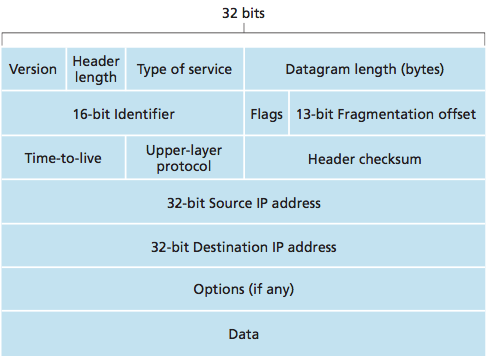 32 bits
Version
Header
length
Type of service
Datagram length (bytes)
16-bit Identifier
Flags
13-bit Fragmentation offset
Time-to-live
Upper-layer
protocol
Header checksum
32-bit Source IP address
32-bit Destination IP address
Options (if any)
Data